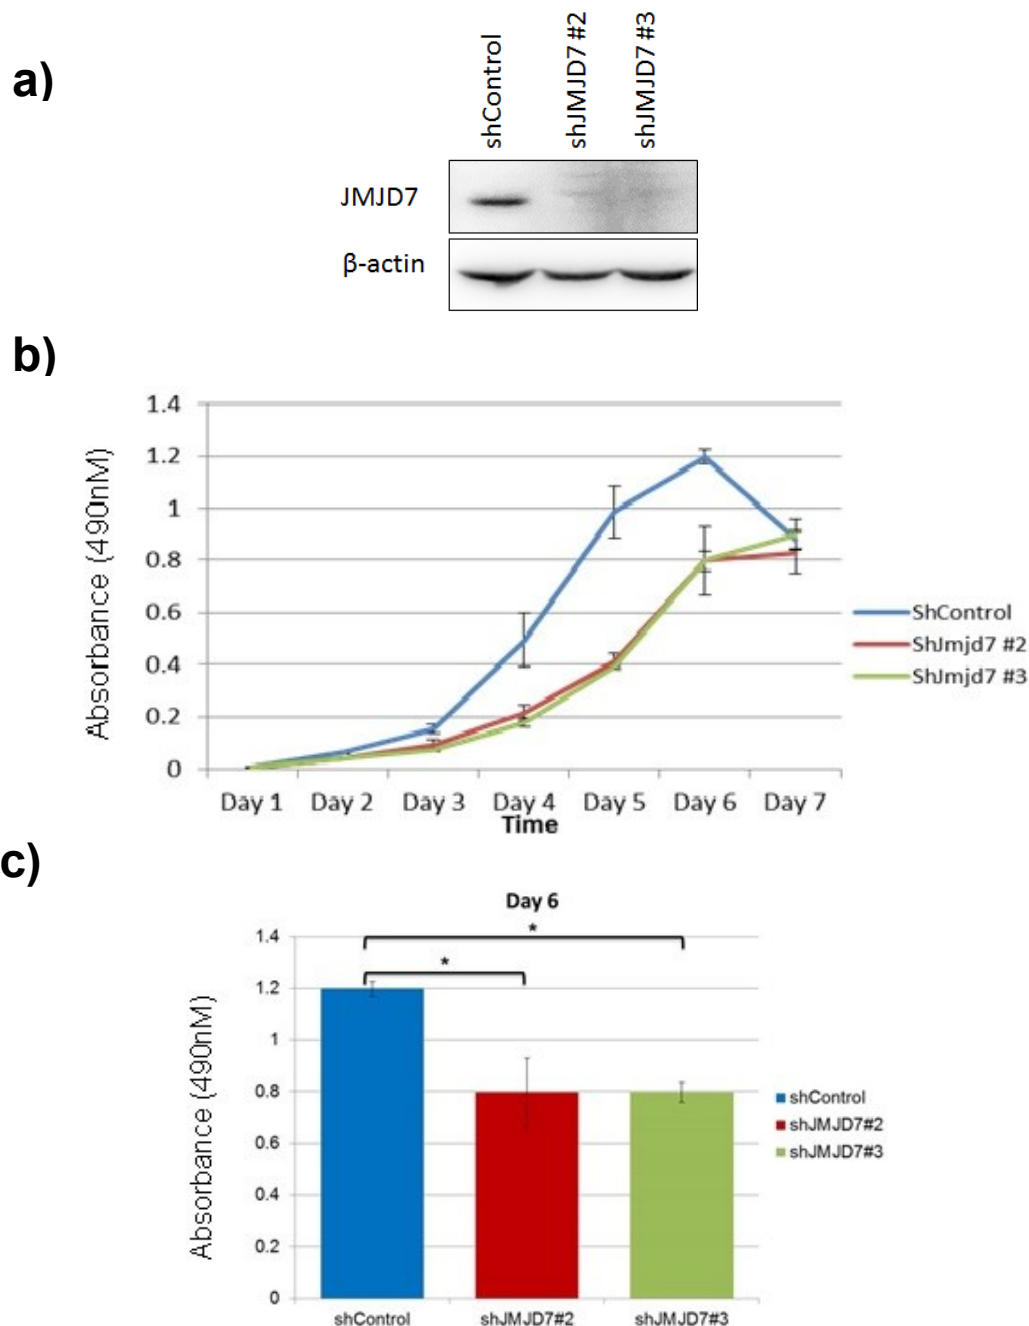 a)
shControl
shJMJD7 #2
shJMJD7 #3
JMJD7
β-actin
b)
1.4
1.2
1
0.8
0.6
0.4
0.2
0
Absorbance (490nM)
Day 1 Day 2 Day 3 Day 4 Day 5 Day 6 Day 7
Time
ShControl
ShJmjd7 #2
ShJmjd7 #3
c)
Day 6
*
*
1.4
1.2
1
0.8
0.6
0.4
0.2
0
Absorbance (490nM)
shControl shJMJD7#2 shJMJD7#3
shControl
shJMJD7#2
shJMJD7#3